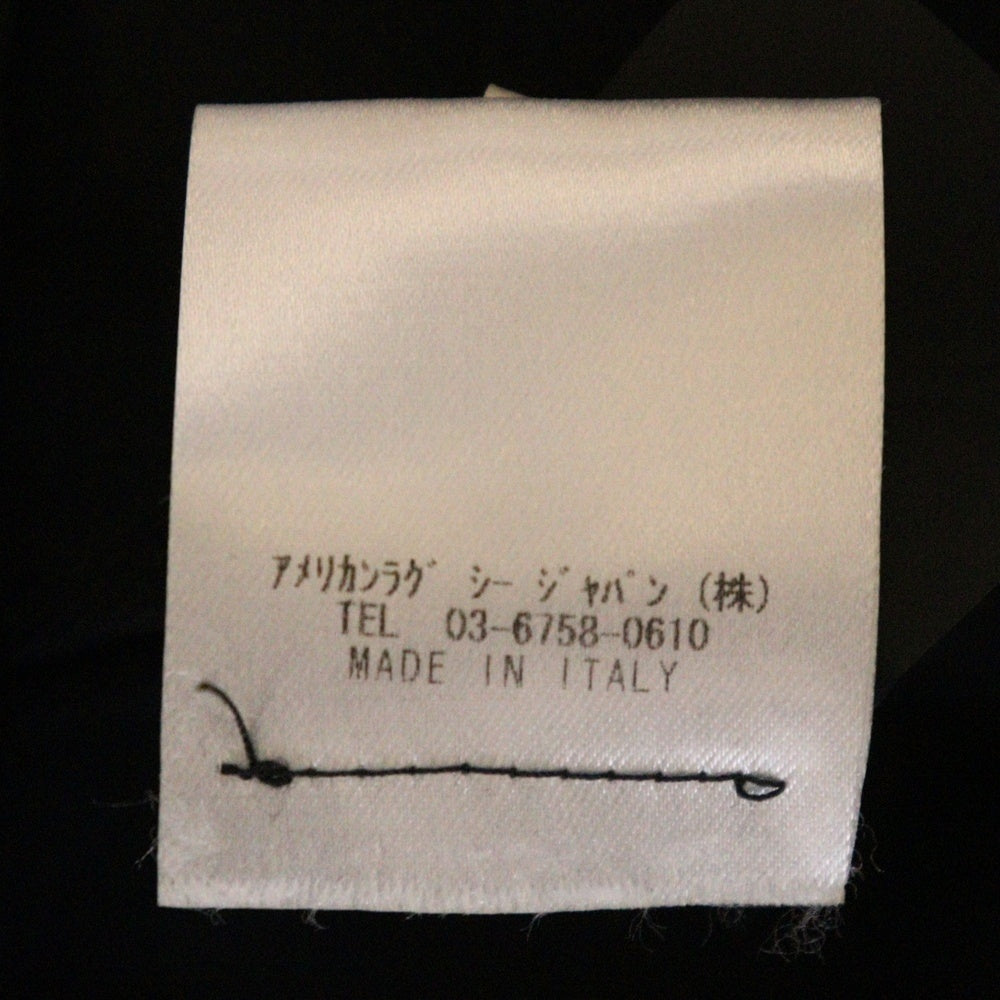 ｱﾒﾘｶﾝﾗｸﾞ ｼｰ ｼﾞｬﾊﾟﾝ (株)
TEL 03-6758-0610
MADE IN ITALY